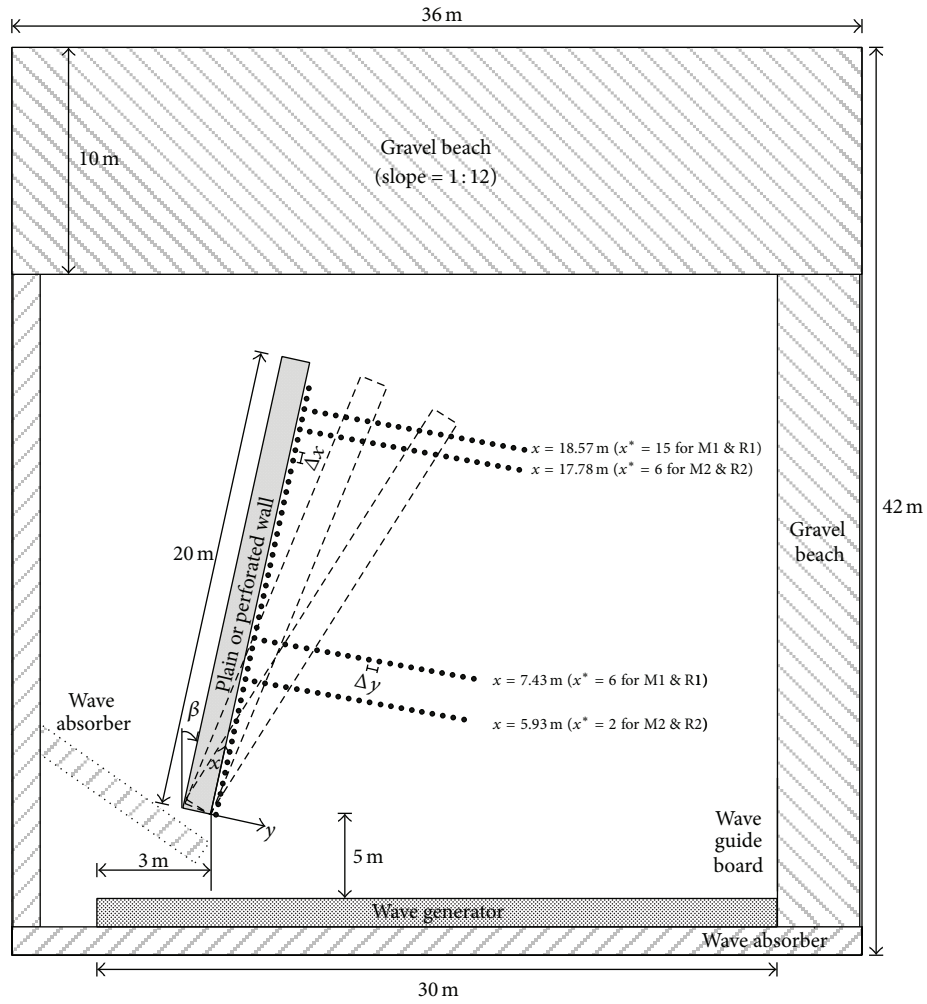 36 m
10 m
Gravel beach
(slope = 1 : 12)
x = 18.57 m (x* = 15 for M1 & R1)
x = 17.78 m (x* = 6 for M2 & R2)
Δx
42 m
Gravel
beach
20 m
Plain or perforated wall
x = 7.43 m (x* = 6 for M1 & R1)
Δy
x = 5.93 m (x* = 2 for M2 & R2)
Wave
absorber
β
x
y
Wave
guide
board
3 m
5 m
Wave generator
Wave absorber
30 m